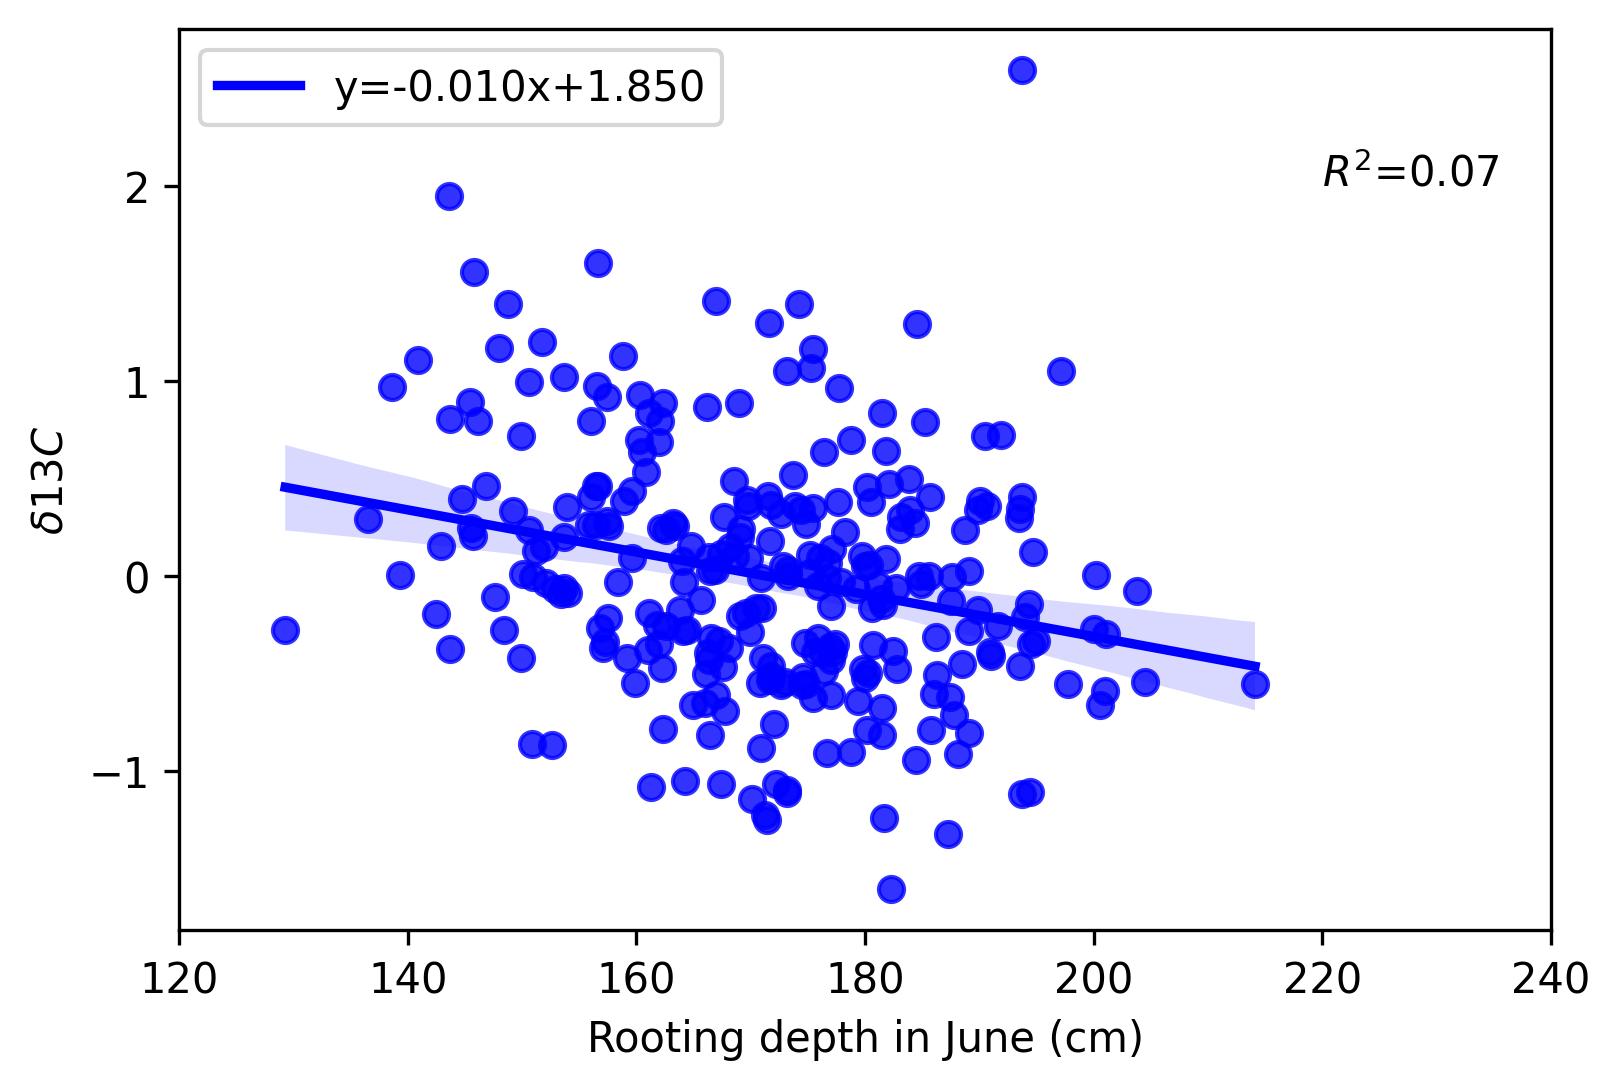 y=-0.010x+1.850
R²=0.07
2
1
0
−1
δ13C
120 140 160 180 200 220 240
Rooting depth in June (cm)